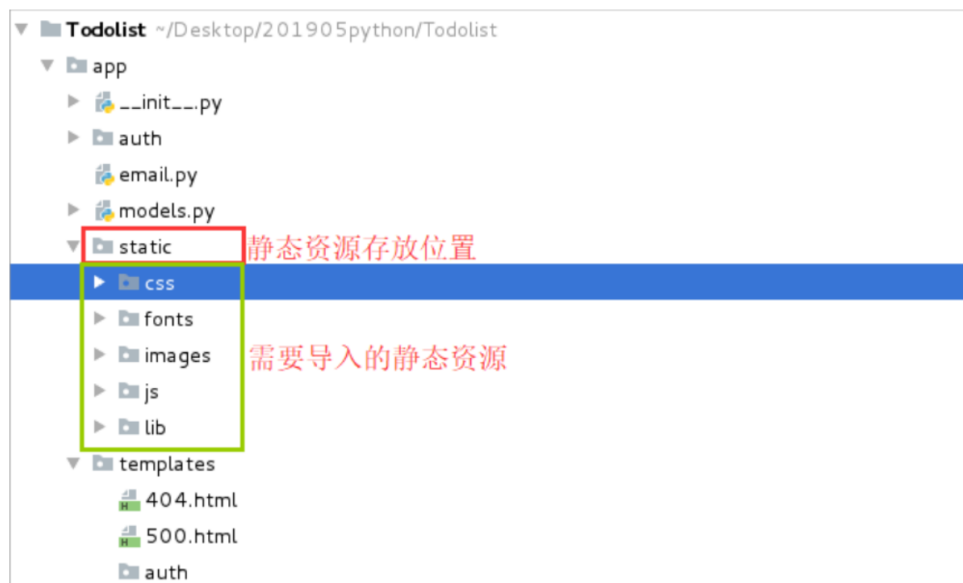 Todolist ~/Desktop/201905python/Todolist
app
__init__.py
auth
email.py
models.py
static 静态资源存放位置
css
fonts
images 需要导入的静态资源
js
lib
templates
404.html
500.html
auth